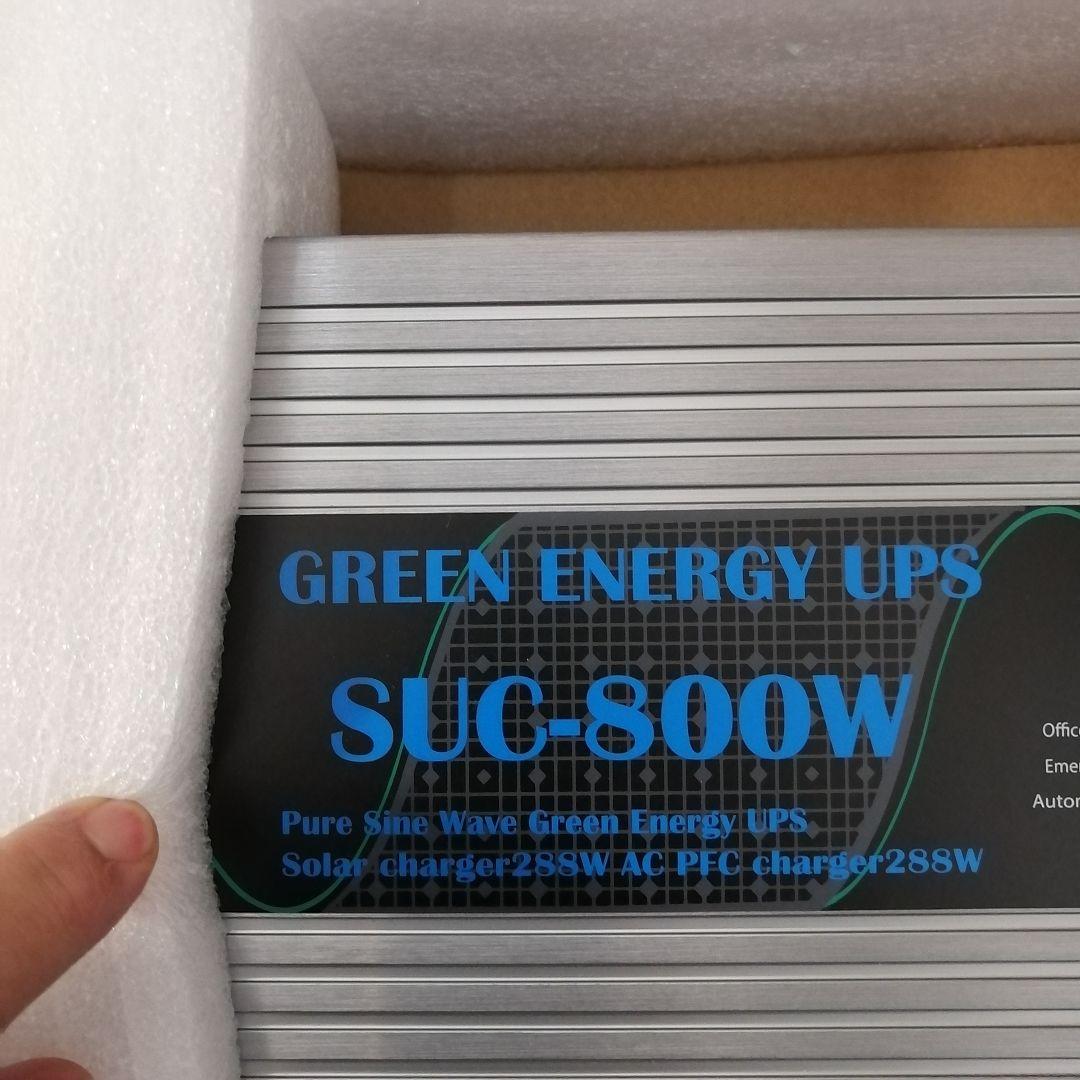 GREEN ENERGY UPS
SUC-800W
Pure Sine Wave Green Energy UPS
Solar charger288W AC PFC charger288W